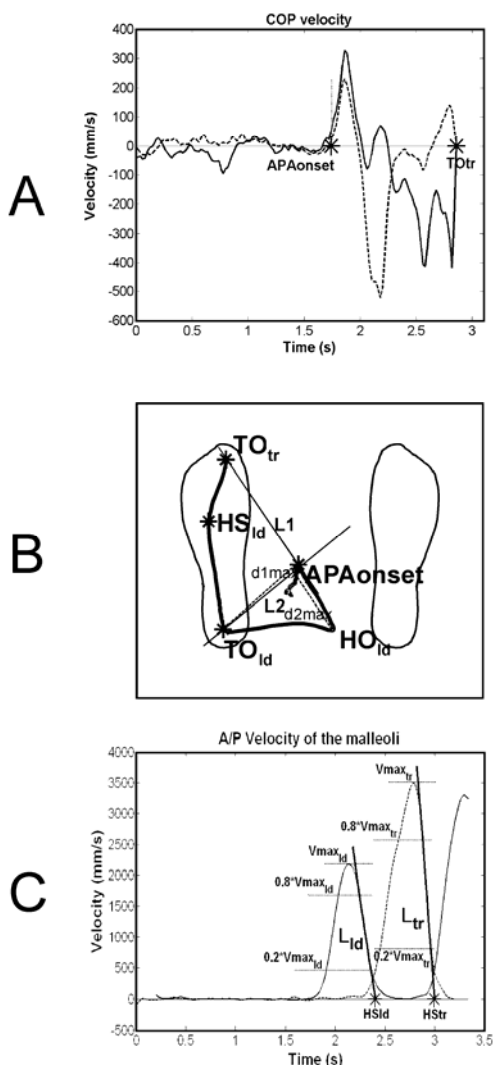 A
COP velocity
Velocity (mm/s)
400
300
200
100
0
-100
-200
-300
-400
-500
-600
APAonset
TOtr
0
0.5
1
1.5
2
2.5
3
Time (s)
B
TOtr
HSld
L1
d1max
APAonset
L2
d2max
TOld
HOld
C
A/P Velocity of the malleoli
Velocity (mm/s)
4000
3500
3000
2500
2000
1500
1000
500
0
-500
Vmaxtr
0.8*Vmaxtr
Vmaxld
0.8*Vmaxld
Lld
Ltr
0.2*Vmaxld
0.2*Vmaxtr
HSld
HStr
0
0.5
1
1.5
2
2.5
3
3.5
Time (s)